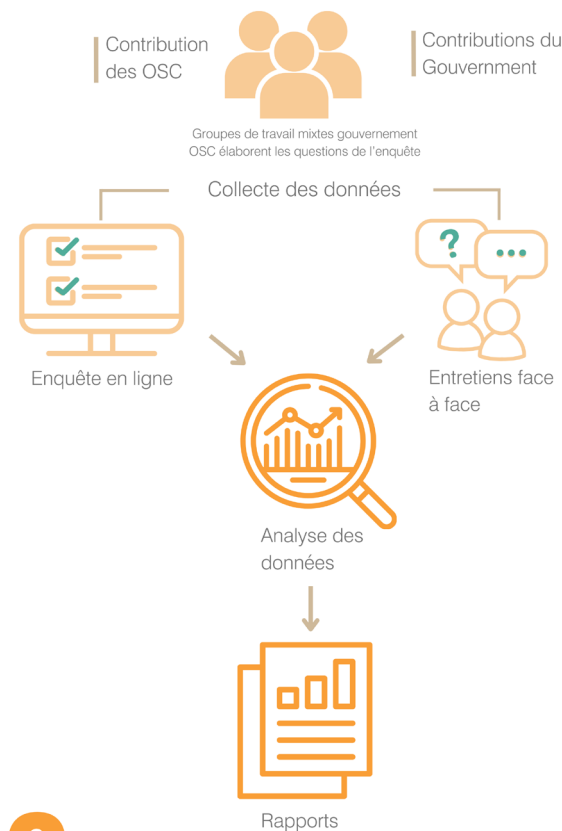 Contribution
des OSC
Contributions du
Gouvernment
Groupes de travail mixtes gouvernement
OSC élaborent les questions de l'enquête
Collecte des données
?
Enquête en ligne
Entretiens face
à face
Analyse des
données
Rapports